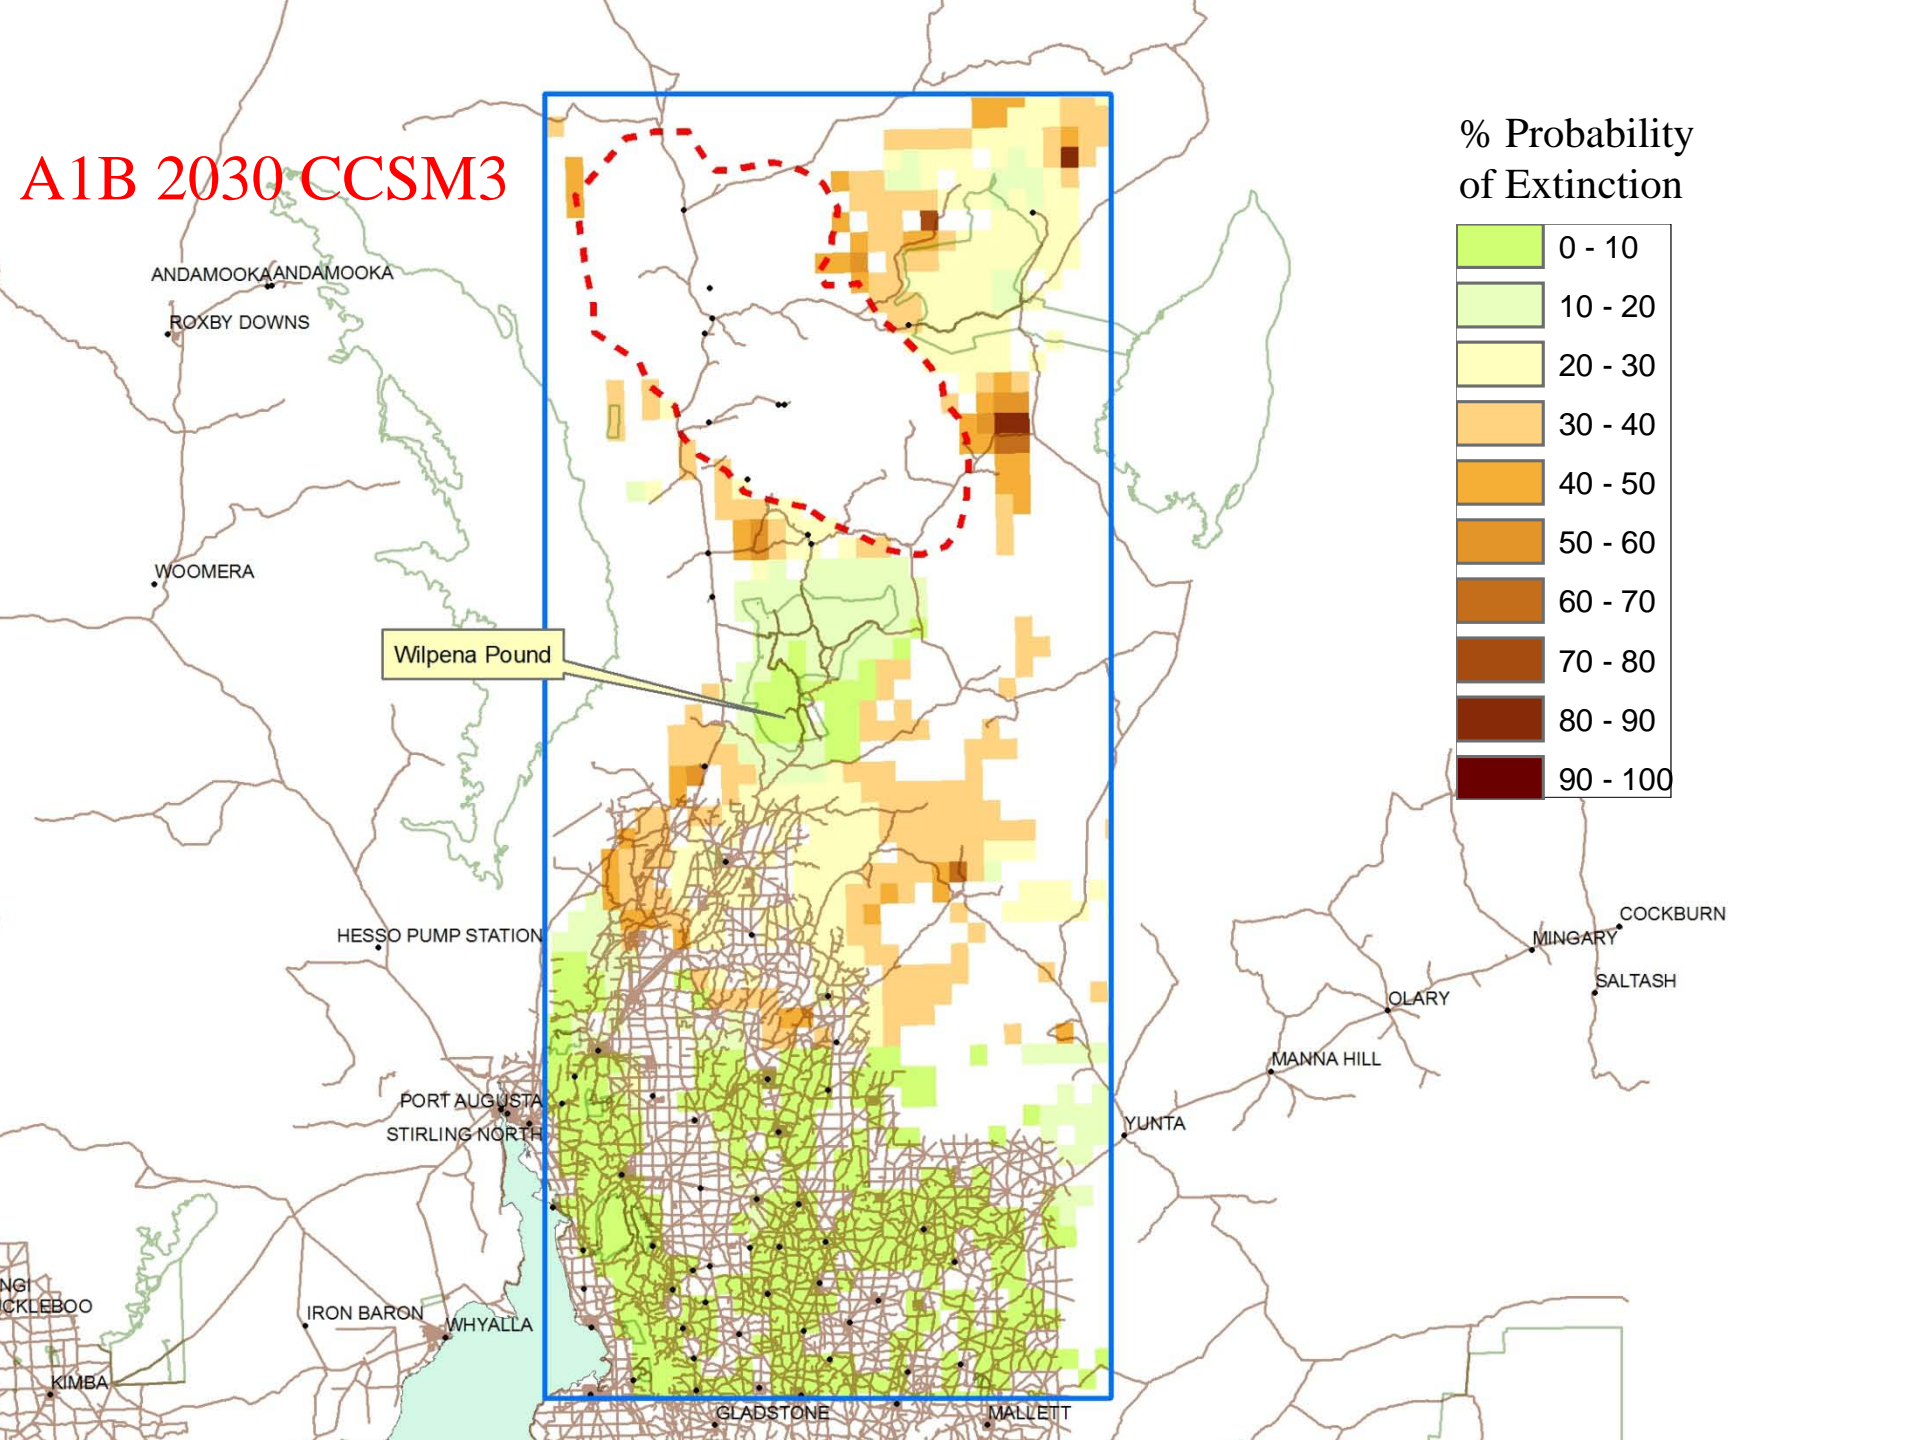 % Probability
of Extinction
A1B 2030 CCSM3
0 - 10
ANDAMOOKA ANDAMOOKA
10 - 20
ROXBY DOWNS
20 - 30
30 - 40
40 - 50
50 - 60
WOOMERA
60 - 70
Wilpena Pound
70 - 80
80 - 90
90 - 100
COCKBURN
HESSO PUMP STATION
MINGARY
SALTASH
OLARY
MANNA HILL
PORT AUGUSTA
YUNTA
STIRLING NORTH
NGI
CKLEBOO
IRON BARON
WHYALLA
KIMBA
GLADSTONE
MALLETT